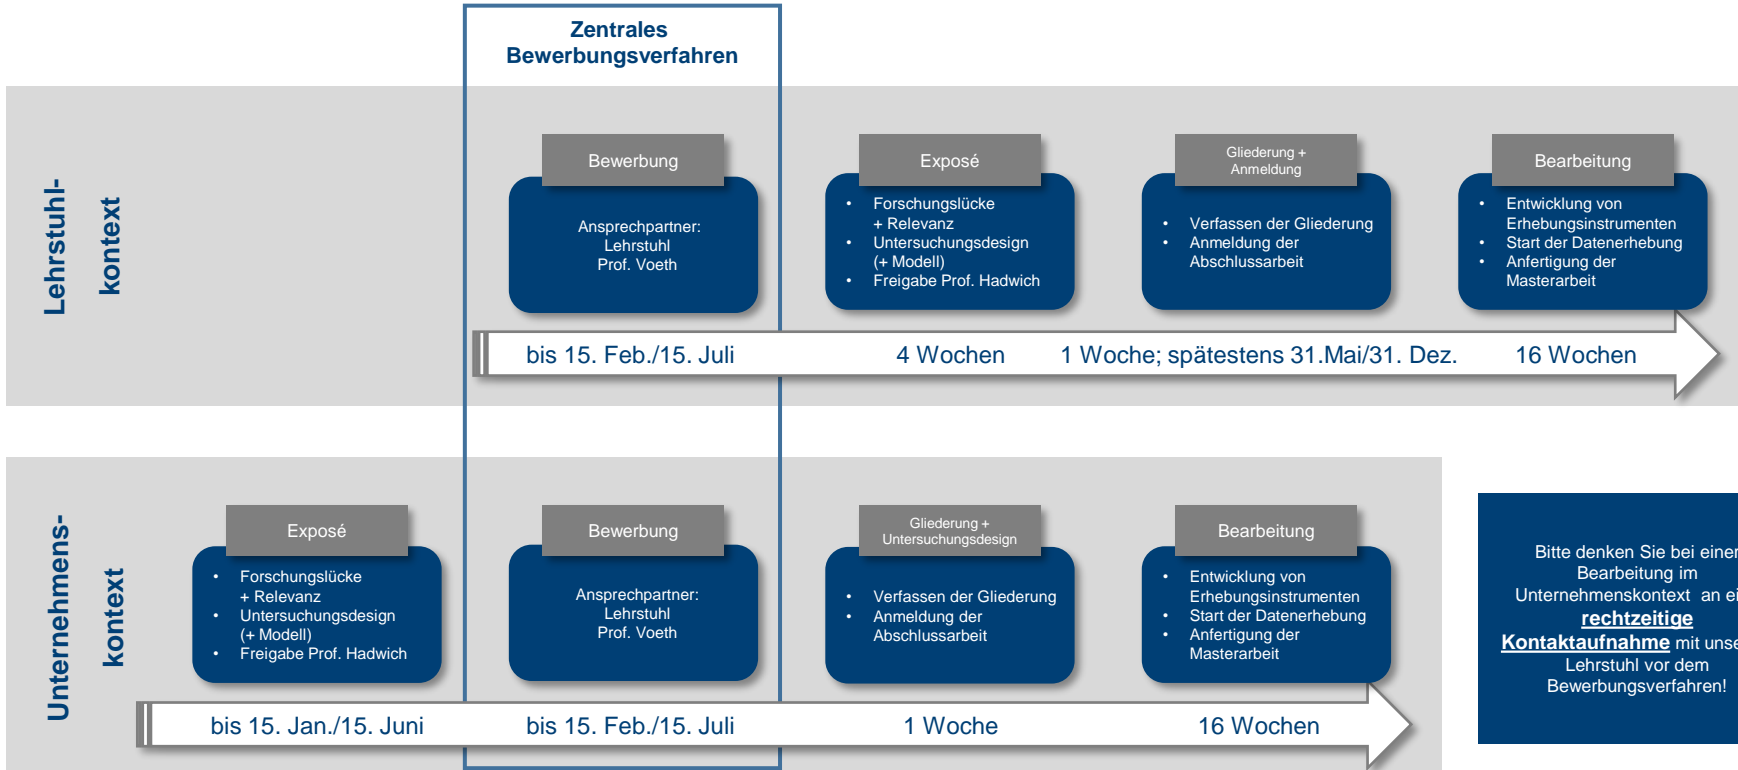 Zentrales
Bewerbungsverfahren
Lehrstuhl-
kontext
Bewerbung
Ansprechpartner:
Lehrstuhl
Prof. Voeth
Exposé
• Forschungslücke
+ Relevanz
• Untersuchungsdesign
(+ Modell)
• Freigabe Prof. Hadwich
Gliederung +
Anmeldung
• Verfassen der Gliederung
• Anmeldung der
Abschlussarbeit
Bearbeitung
• Entwicklung von
Erhebungsinstrumenten
• Start der Datenerhebung
• Anfertigung der
Masterarbeit
bis 15. Feb./15. Juli
4 Wochen
1 Woche; spätestens 31.Mai/31. Dez.
16 Wochen
Unternehmens-
kontext
Exposé
• Forschungslücke
+ Relevanz
• Untersuchungsdesign
(+ Modell)
• Freigabe Prof. Hadwich
Bewerbung
Ansprechpartner:
Lehrstuhl
Prof. Voeth
Gliederung +
Untersuchungsdesign
• Verfassen der Gliederung
• Anmeldung der
Abschlussarbeit
Bearbeitung
• Entwicklung von
Erhebungsinstrumenten
• Start der Datenerhebung
• Anfertigung der
Masterarbeit
bis 15. Jan./15. Juni
bis 15. Feb./15. Juli
1 Woche
16 Wochen
Bitte denken Sie bei einer
Bearbeitung im
Unternehmenskontext an
rechtzeitige
Kontaktaufnahme mit
Lehrstuhl vor dem
Bewerbungsverfahren!